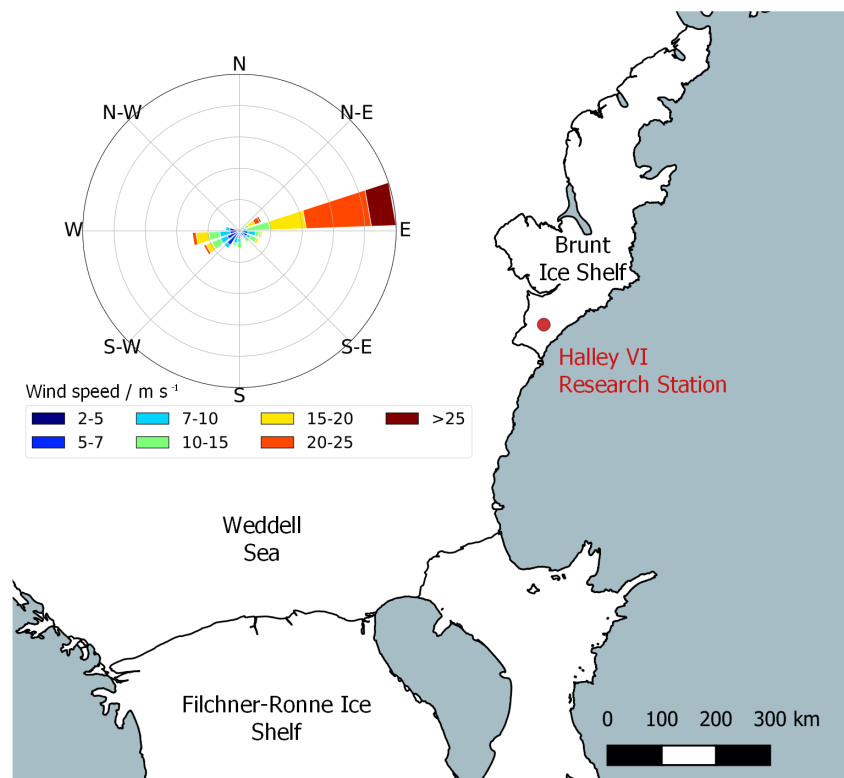 N
N-W
N-E
W
E
S-W
S-E
S
Wind speed / m s⁻¹
2-5
7-10
15-20
>25
5-7
10-15
20-25
Brunt
Ice Shelf
Halley VI
Research Station
Weddell
Sea
Filchner-Ronne Ice
Shelf
0 100 200 300 km